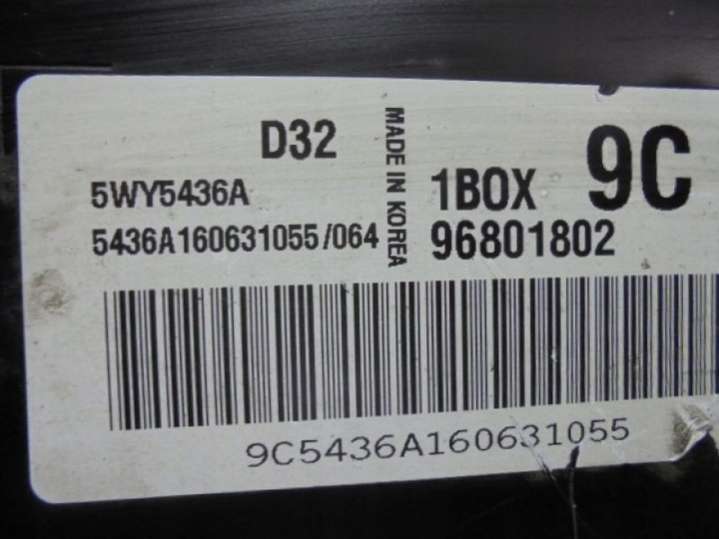 D32
5WY5436A
5436A160631055/064
MADE IN KOREA
1BOX 9C
96801802
9C5436A160631055